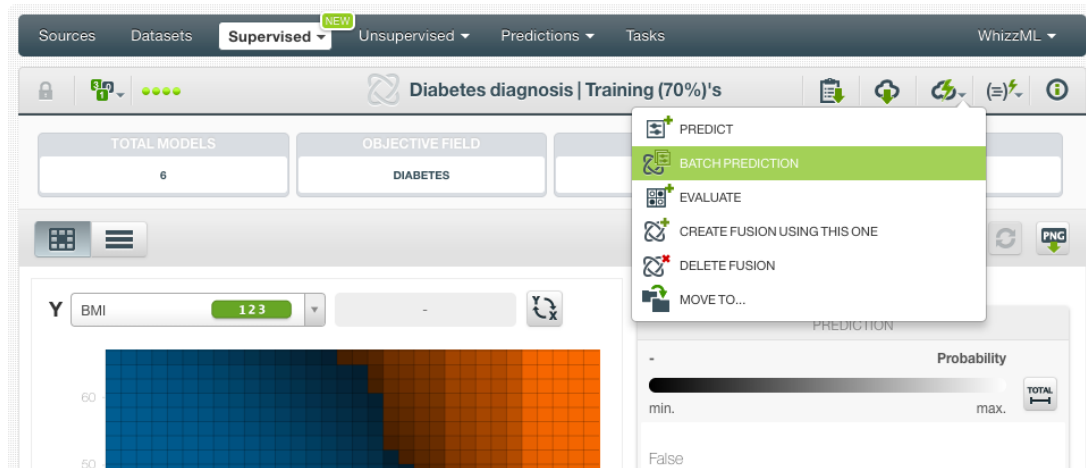 NEW
Sources Datasets Supervised Unsupervised Predictions Tasks WhizzML
Diabetes diagnosis | Training (70%)'s
PREDICT
TOTAL MODELS OBJECTIVE FIELD
BATCH PREDICTION
6 DIABETES
EVALUATE
CREATE FUSION USING THIS ONE
PNG
DELETE FUSION
MOVE TO...
Y BMI 123 - Y X
PREDICTION
- Probability
60
TOTAL
min. max.
False
50